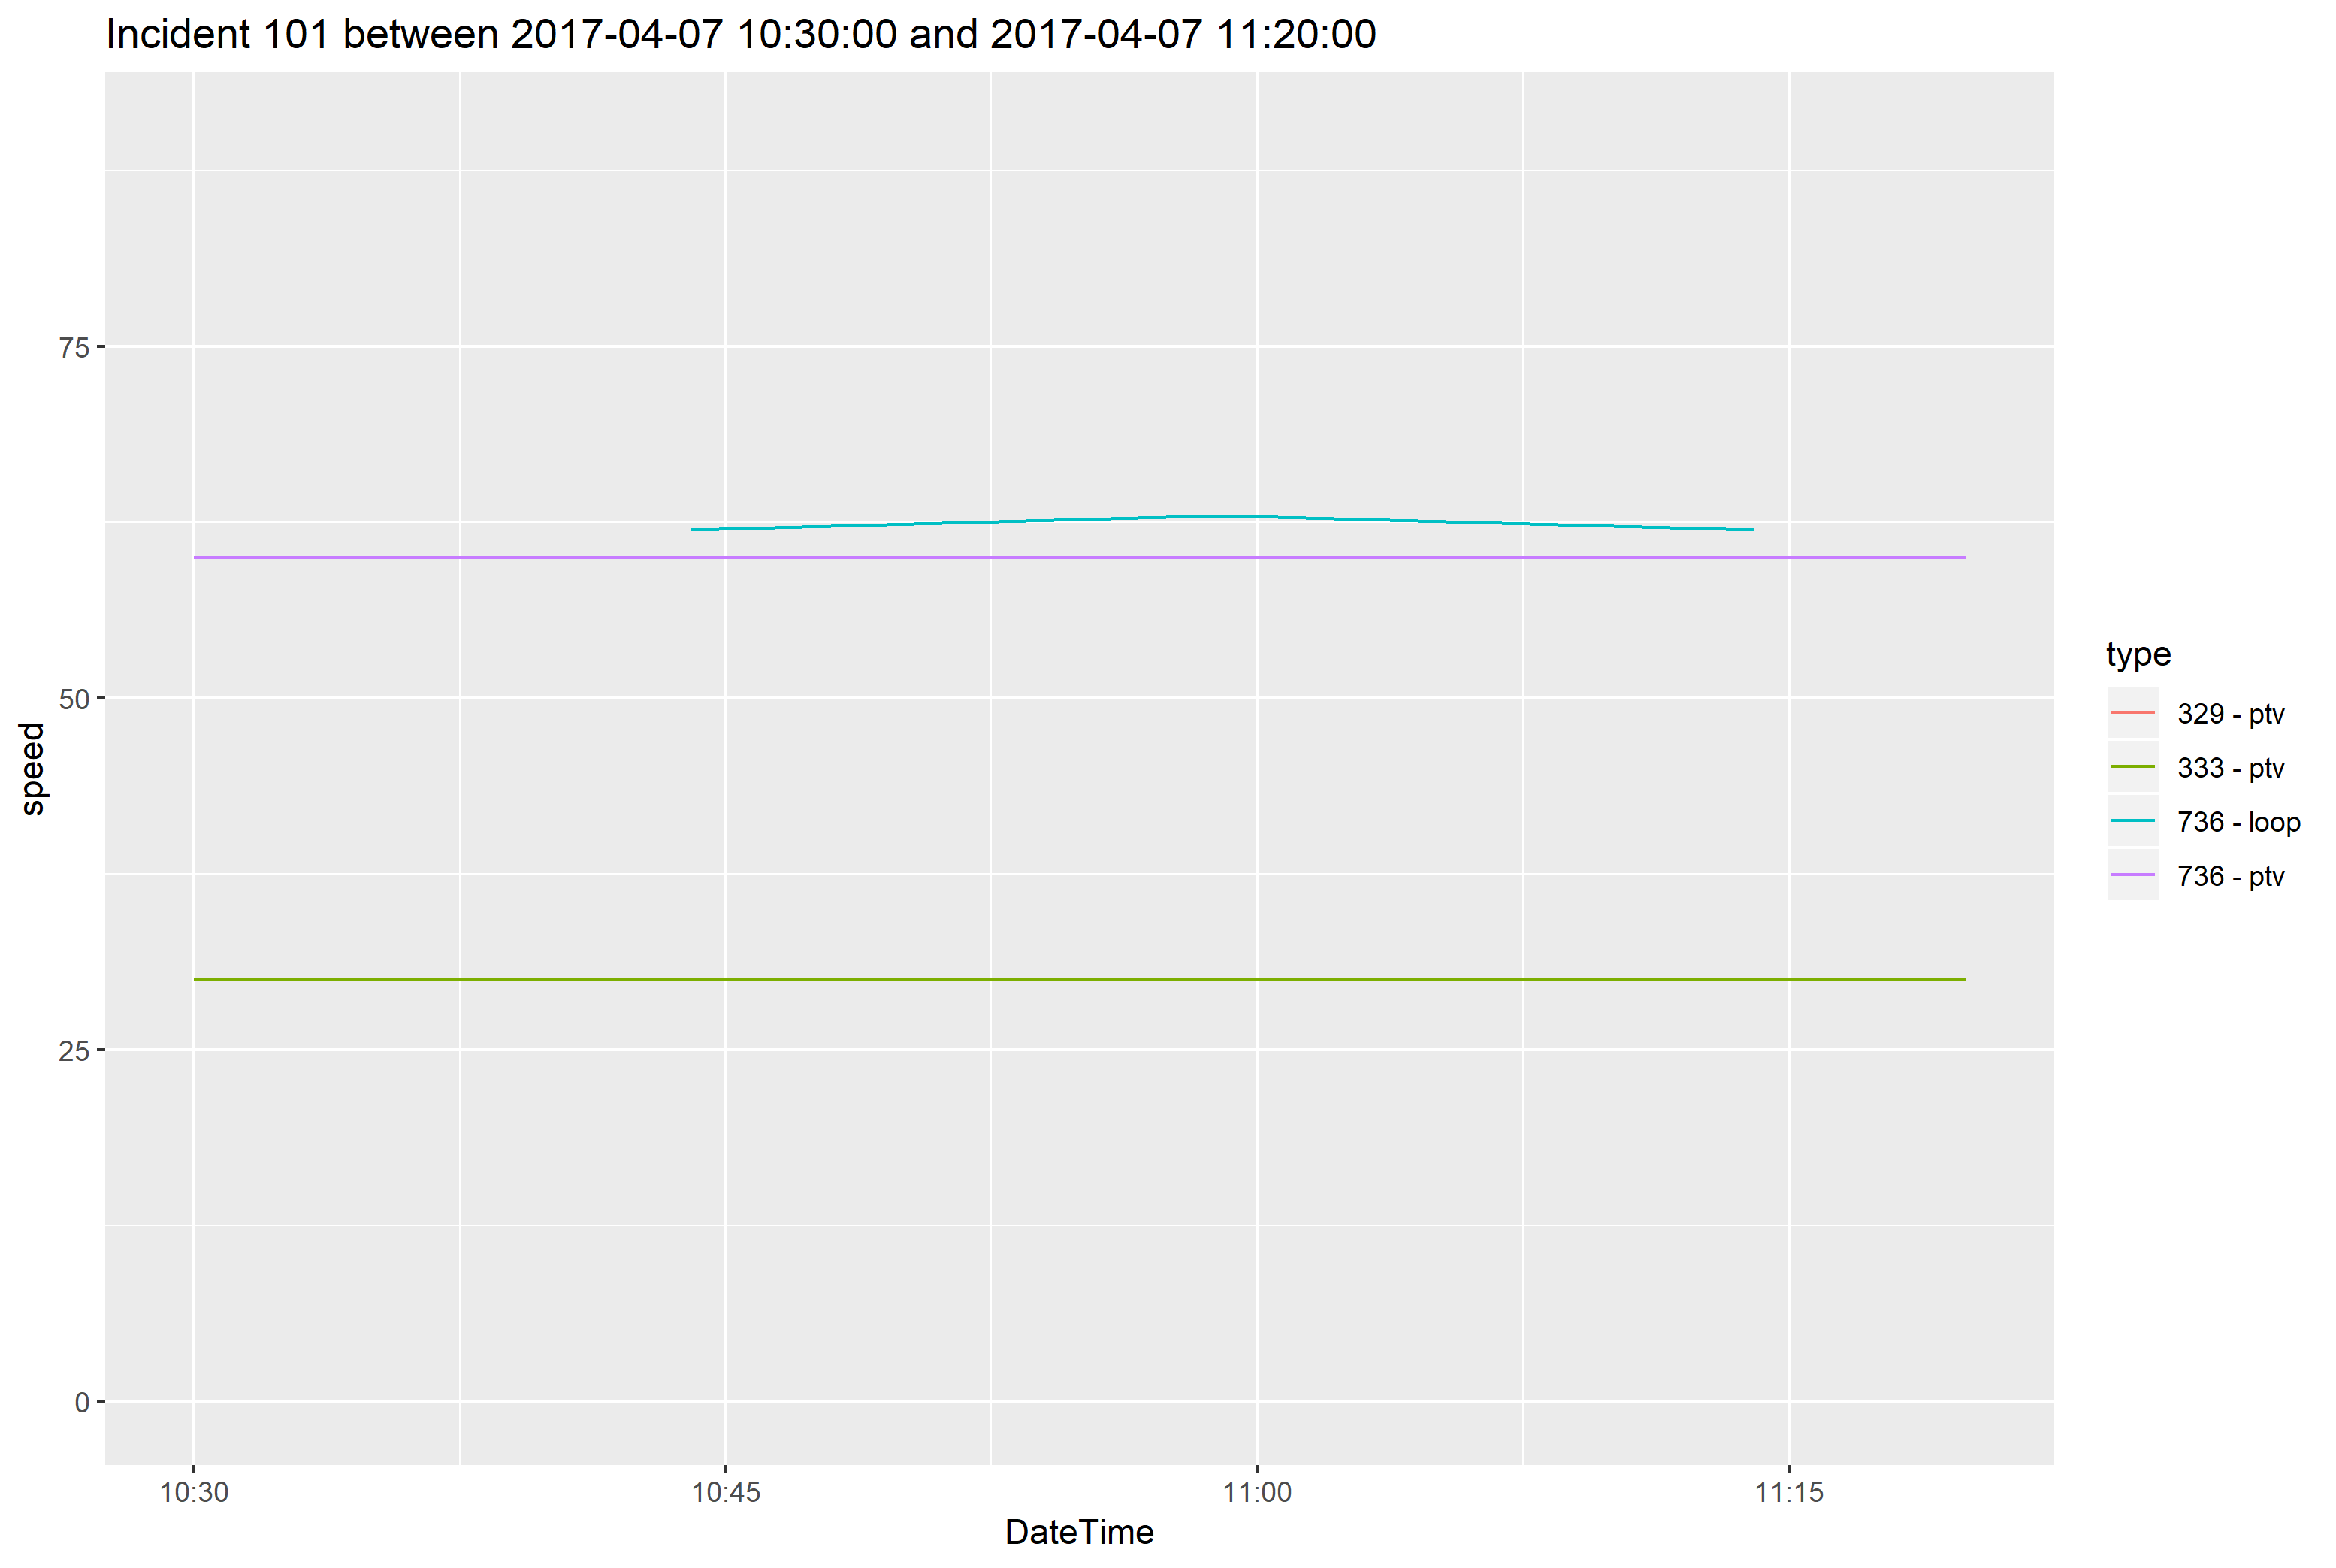 Incident 101 between 2017-04-07 10:30:00 and 2017-04-07 11:20:00
75
50
25
0
speed
10:30 10:45 11:00 11:15
DateTime
type
329 - ptv
333 - ptv
736 - loop
736 - ptv